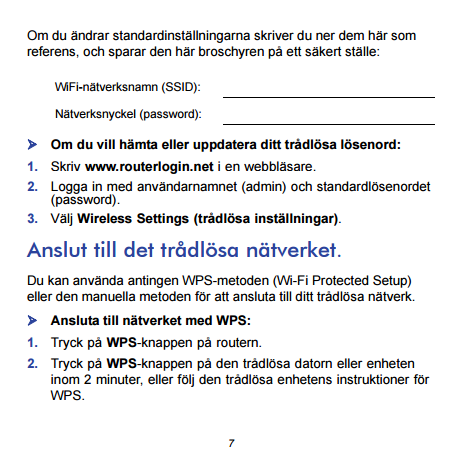 Om du ändrar standardinställningarna skriver du ner dem här som
referens, och sparar den här broschyren på ett säkert ställe:
WiFi-nätverksnamn (SSID):
Nätverksnyckel (password):
➤ Om du vill hämta eller uppdatera ditt trådlösa lösenord:
1. Skriv www.routerlogin.net i en webbläsare.
2. Logga in med användarnamnet (admin) och standardlösenordet
(password).
3. Välj Wireless Settings (trådlösa inställningar).
Anslut till det trådlösa nätverket.
Du kan använda antingen WPS-metoden (Wi-Fi Protected Setup)
eller den manuella metoden för att ansluta till ditt trådlösa nätverk.
➤ Ansluta till nätverket med WPS:
1. Tryck på WPS-knappen på routern.
2. Tryck på WPS-knappen på den trådlösa datorn eller enheten
inom 2 minuter, eller följ den trådlösa enhetens instruktioner för
WPS.
7